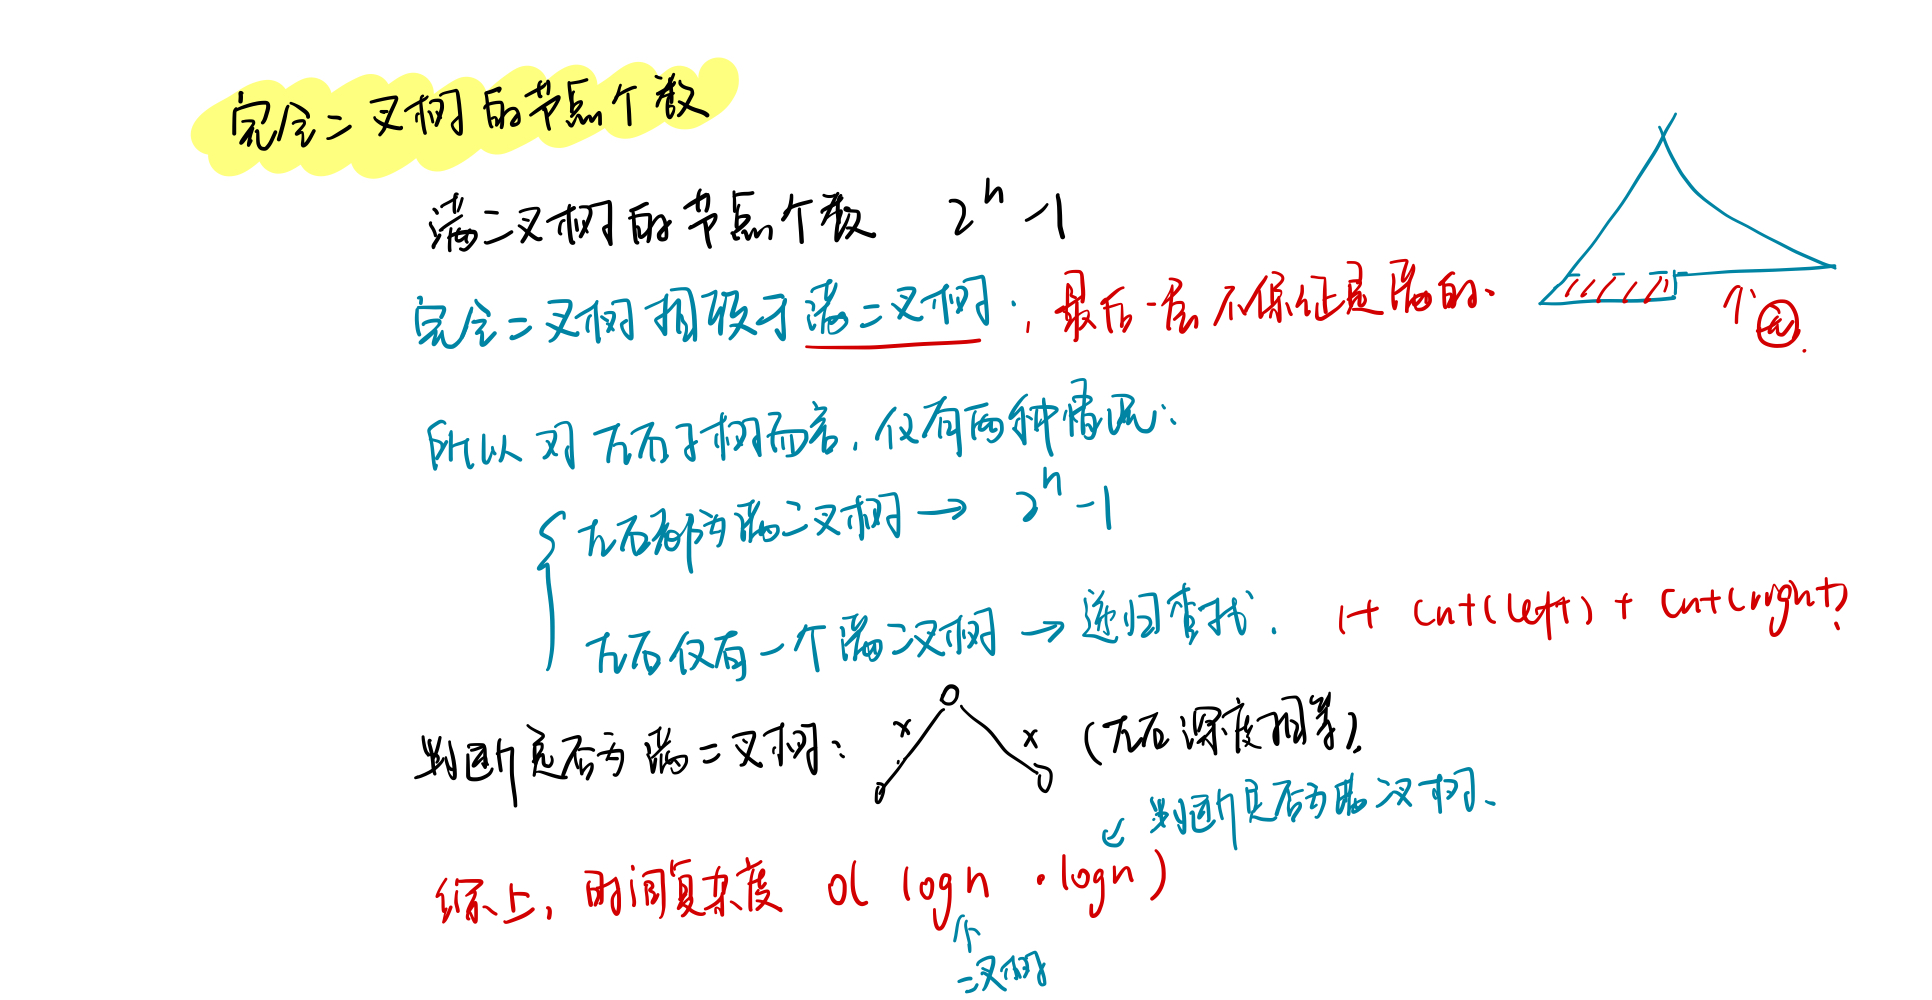 完全二叉树的节点个数
满二叉树的节点个数 2^h - 1
完全二叉树相较于满二叉树, 最后一层不保证是满的.
个
所以对左右子树而言, 仅有两种情况:
左右都为满二叉树 → 2^h - 1
左右仅有一个满二叉树 → 递归查找. 1 + cnt(left) + cnt(right)
判断是否为满二叉树: x x (左右深度相等).
判断是否为满二叉树.
综上, 时间复杂度 O( logn · logn )
个
二叉树